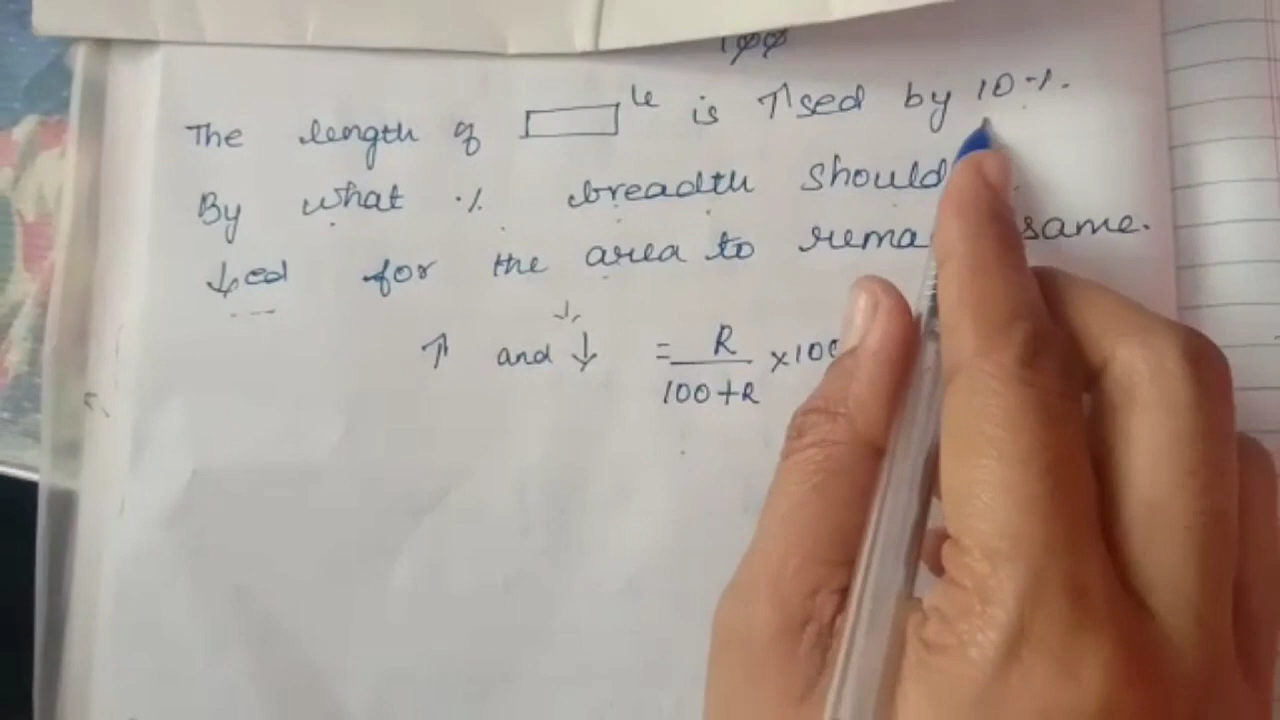 100
The length of ▭le is ↑sed by 10%.
By what % breadth should
↓ed for the area to rema same.
↑ and ↓ = R/100+R ×100